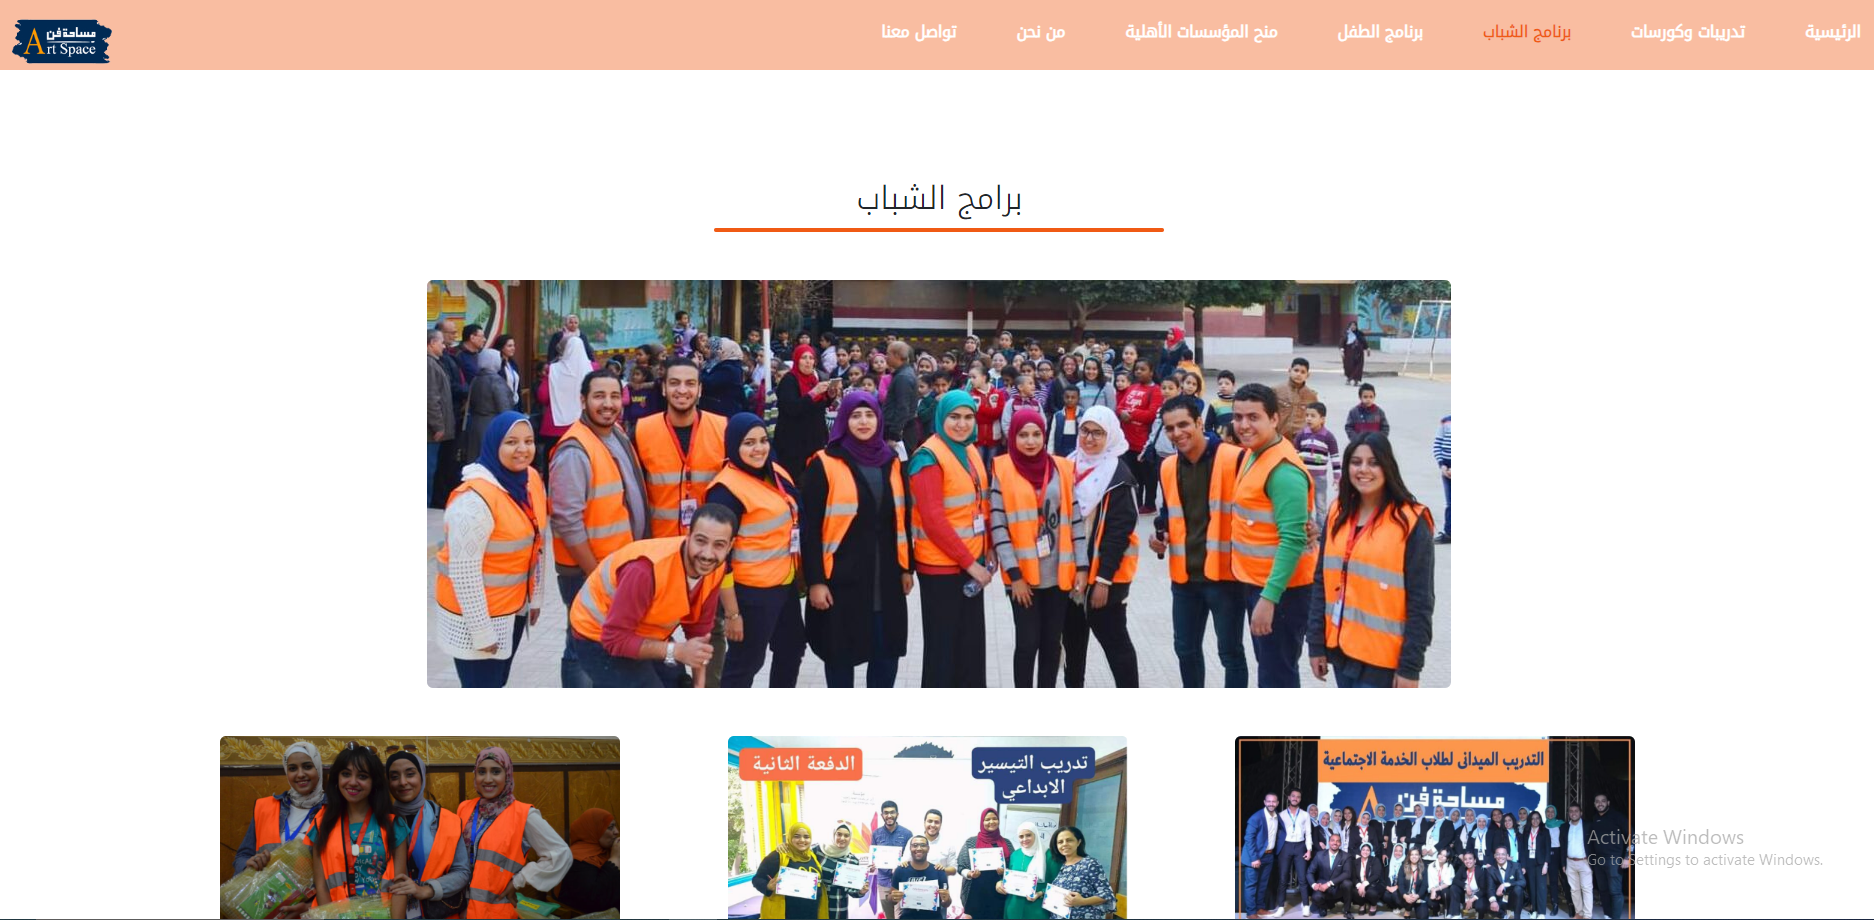 الرئيسية
تدريبات وكورسات
برنامج الشباب
برنامج الطفل
منح المؤسسات الأهلية
من نحن
تواصل معنا
مساحة فن
Art Space
برامج الشباب
التدريب الميدانى لطلاب الخدمة الاجتماعية
مساحة فن
تدريب التيسير
الابداعي
الدفعة الثانية
Activate Windows
Go to Settings to activate Windows.